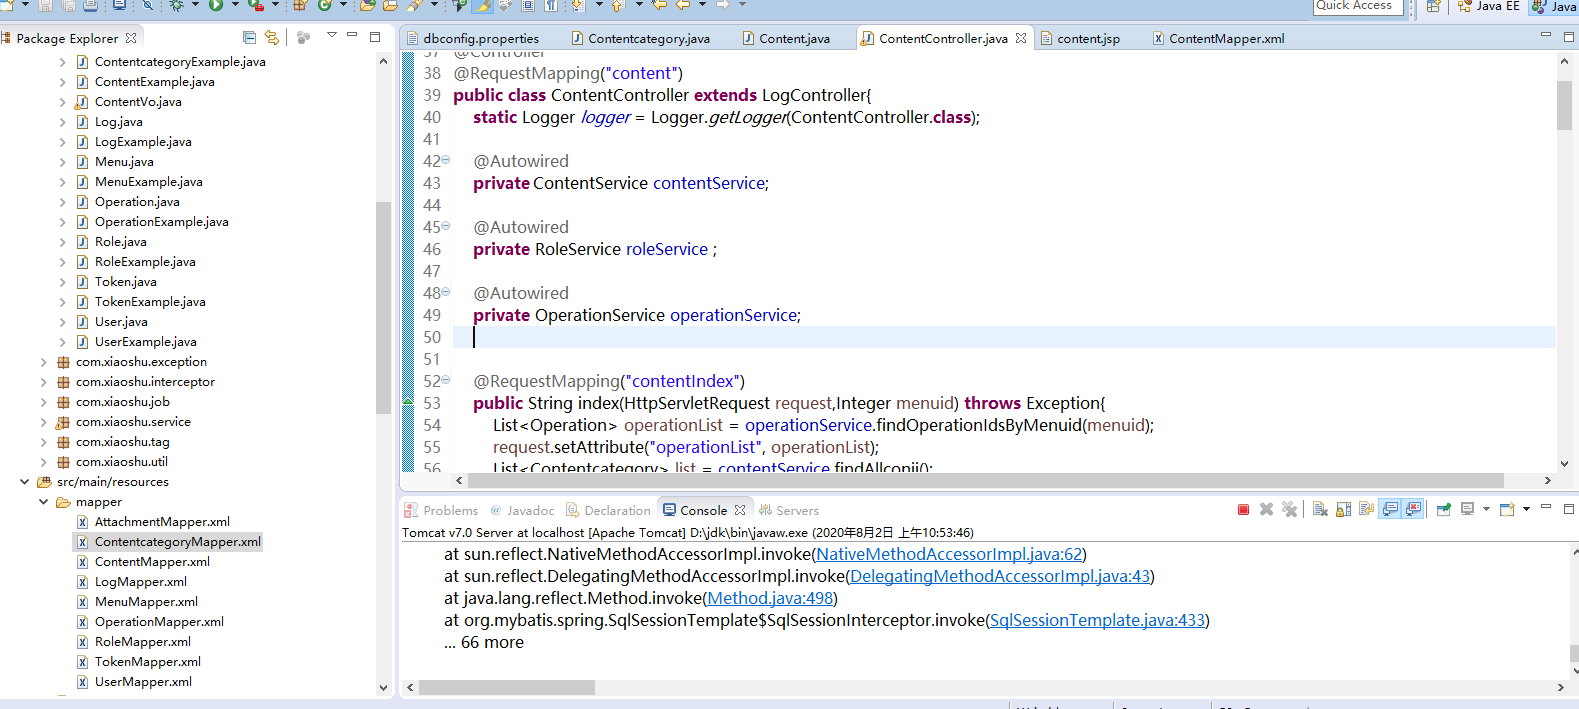 Quick Access
Java EE
Java
Package Explorer
ContentcategoryExample.java
ContentExample.java
ContentVo.java
Log.java
LogExample.java
Menu.java
MenuExample.java
Operation.java
OperationExample.java
Role.java
RoleExample.java
Token.java
TokenExample.java
User.java
UserExample.java
com.xiaoshu.exception
com.xiaoshu.interceptor
com.xiaoshu.job
com.xiaoshu.service
com.xiaoshu.tag
com.xiaoshu.util
src/main/resources
mapper
AttachmentMapper.xml
ContentcategoryMapper.xml
ContentMapper.xml
LogMapper.xml
MenuMapper.xml
OperationMapper.xml
RoleMapper.xml
TokenMapper.xml
UserMapper.xml
dbconfig.properties Contentcategory.java Content.java ContentController.java content.jsp ContentMapper.xml
37 @Controller
38 @RequestMapping("content")
39 public class ContentController extends LogController{
40 static Logger logger = Logger.getLogger(ContentController.class);
41
42 @Autowired
43 private ContentService contentService;
44
45 @Autowired
46 private RoleService roleService ;
47
48 @Autowired
49 private OperationService operationService;
50
51
52 @RequestMapping("contentIndex")
53 public String index(HttpServletRequest request,Integer menuid) throws Exception{
54 List<Operation> operationList = operationService.findOperationIdsByMenuid(menuid);
55 request.setAttribute("operationList", operationList);
56 List<Contentcategory> list = contentService.findAllconii();
Problems @ Javadoc Declaration Console Servers
Tomcat v7.0 Server at localhost [Apache Tomcat] D:\jdk\bin\javaw.exe (2020年8月2日 上午10:53:46)
at sun.reflect.NativeMethodAccessorImpl.invoke(NativeMethodAccessorImpl.java:62)
at sun.reflect.DelegatingMethodAccessorImpl.invoke(DelegatingMethodAccessorImpl.java:43)
at java.lang.reflect.Method.invoke(Method.java:498)
at org.mybatis.spring.SqlSessionTemplate$SqlSessionInterceptor.invoke(SqlSessionTemplate.java:433)
... 66 more